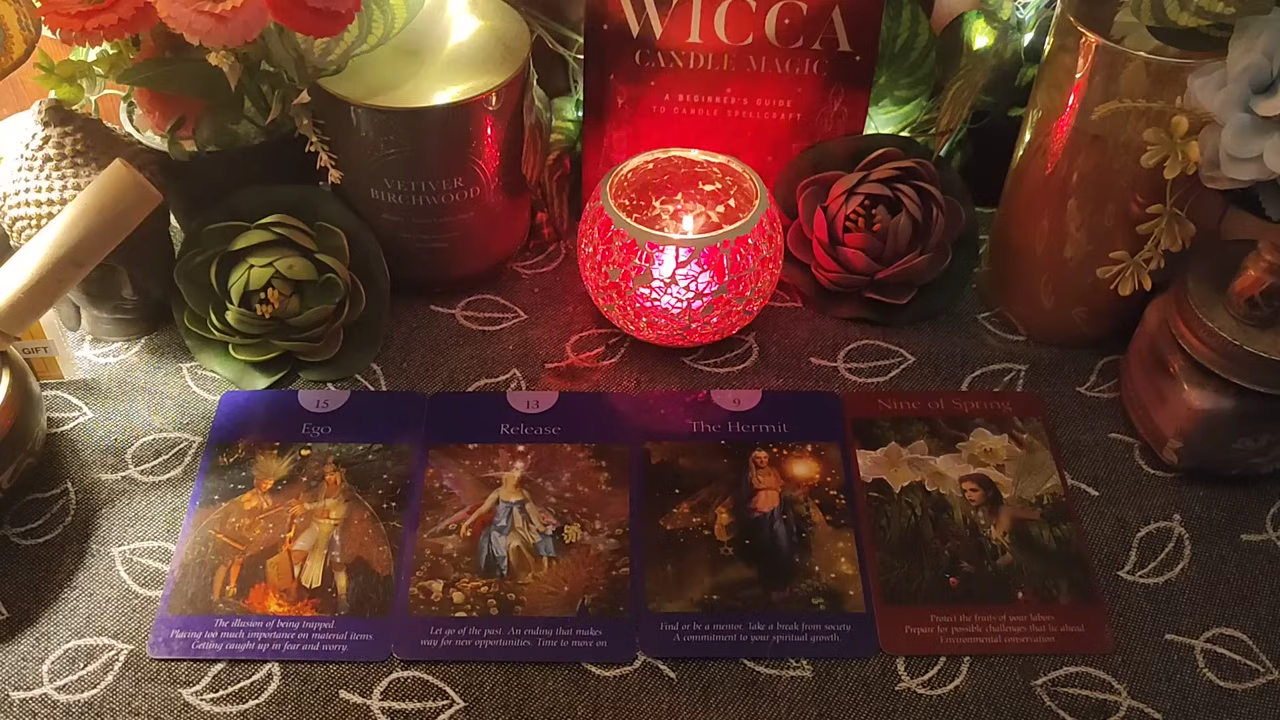 WICCA
CANDLE MAGIC
A BEGINNER'S GUIDE
TO CANDLE SPELLCRAFT
VETIVER
BIRCHWOOD
GIFT
15
Ego
The illusion of being trapped.
Placing too much importance on material items.
Getting caught up in fear and worry.
13
Release
Let go of the past. An ending that makes
way for new opportunities. Time to move on.
9
The Hermit
Find or be a mentor. Take a break from society.
A commitment to your spiritual growth.
Nine of Spring
Protect the fruits of your labors.
Prepare for possible challenges that lie ahead.
Environmental conservation.